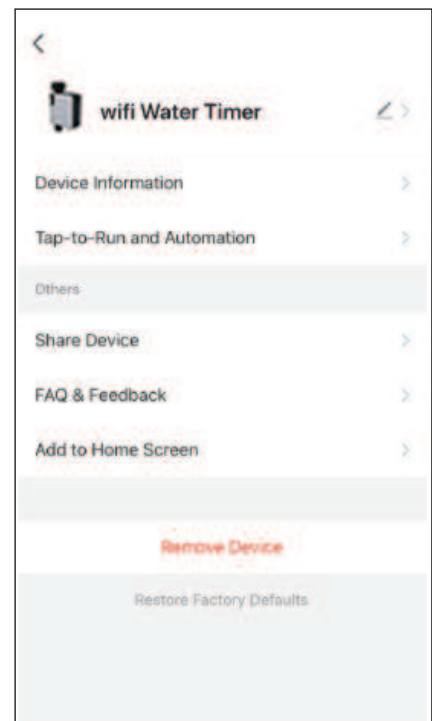 wifi Water Timer
Device Information
Tap-to-Run and Automation
Others
Share Device
FAQ & Feedback
Add to Home Screen
Remove Device
Restore Factory Defaults